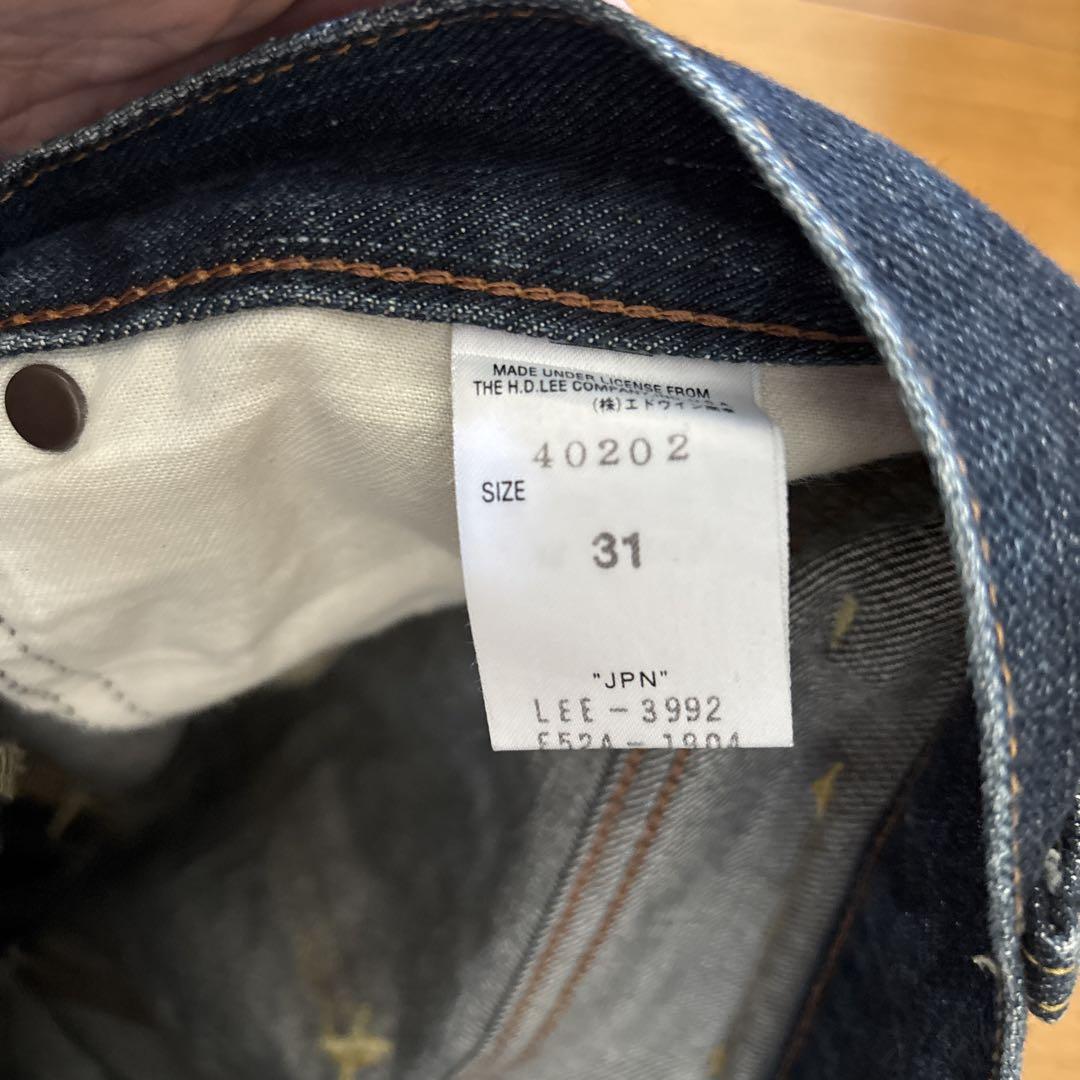 MADE UNDER LICENSE FROM
THE H.D.LEE COMPANY,INC.,U.S.A
(株)エドウイン
40202
SIZE
31
"JPN"
LEE-3992